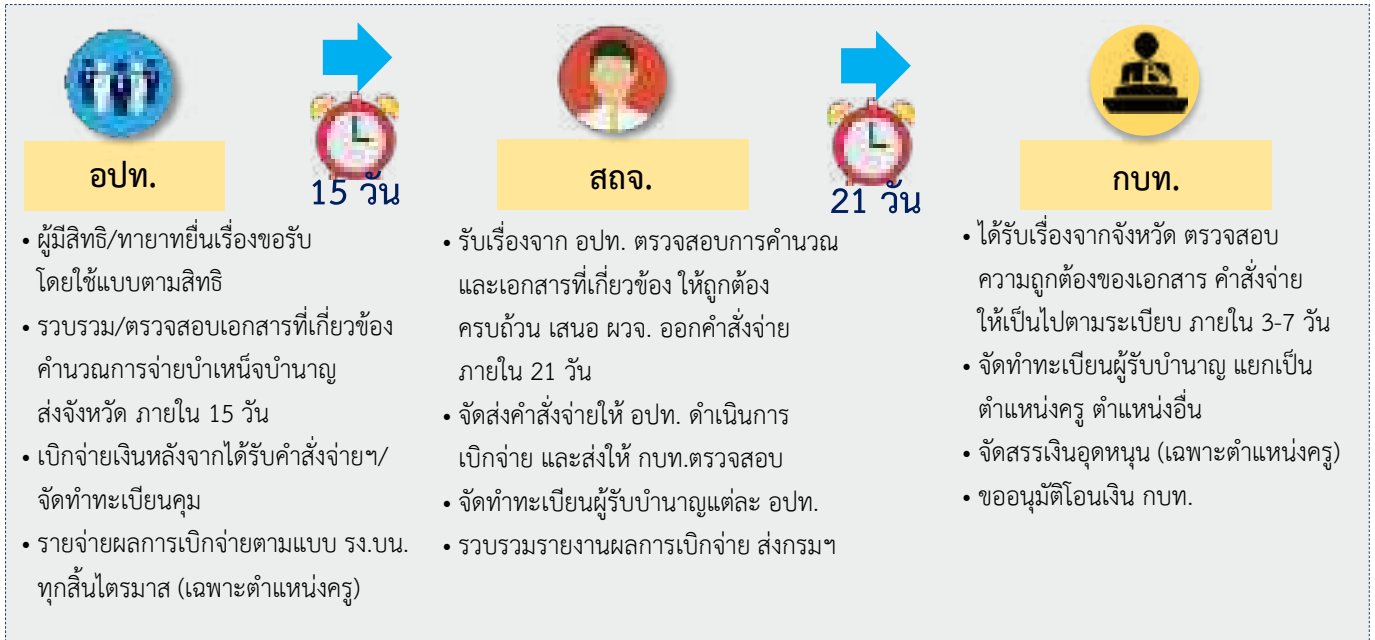 อปท.
15 วัน
สถจ.
21 วัน
กบท.
• ผู้มีสิทธิ/ทายาทยื่นเรื่องขอรับ
โดยใช้แบบตามสิทธิ
• รวบรวม/ตรวจสอบเอกสารที่เกี่ยวข้อง
คำนวณการจ่ายบำเหน็จบำนาญ
ส่งจังหวัด ภายใน 15 วัน
• เบิกจ่ายเงินหลังจากได้รับคำสั่งจ่ายฯ/
จัดทำทะเบียนคุม
• รายจ่ายผลการเบิกจ่ายตามแบบ รง.บน.
ทุกสิ้นไตรมาส (เฉพาะตำแหน่งครู)
• รับเรื่องจาก อปท. ตรวจสอบการคำนวณ
และเอกสารที่เกี่ยวข้อง ให้ถูกต้อง
ครบถ้วน เสนอ ผวจ. ออกคำสั่งจ่าย
ภายใน 21 วัน
• จัดส่งคำสั่งจ่ายให้ อปท. ดำเนินการ
เบิกจ่าย และส่งให้ กบท.ตรวจสอบ
• จัดทำทะเบียนผู้รับบำนาญแต่ละ อปท.
• รวบรวมรายงานผลการเบิกจ่าย ส่งกรมฯ
• ได้รับเรื่องจากจังหวัด ตรวจสอบ
ความถูกต้องของเอกสาร คำสั่งจ่าย
ให้เป็นไปตามระเบียบ ภายใน 3-7 วัน
• จัดทำทะเบียนผู้รับบำนาญ แยกเป็น
ตำแหน่งครู ตำแหน่งอื่น
• จัดสรรเงินอุดหนุน (เฉพาะตำแหน่งครู)
• ขออนุมัติโอนเงิน กบท.